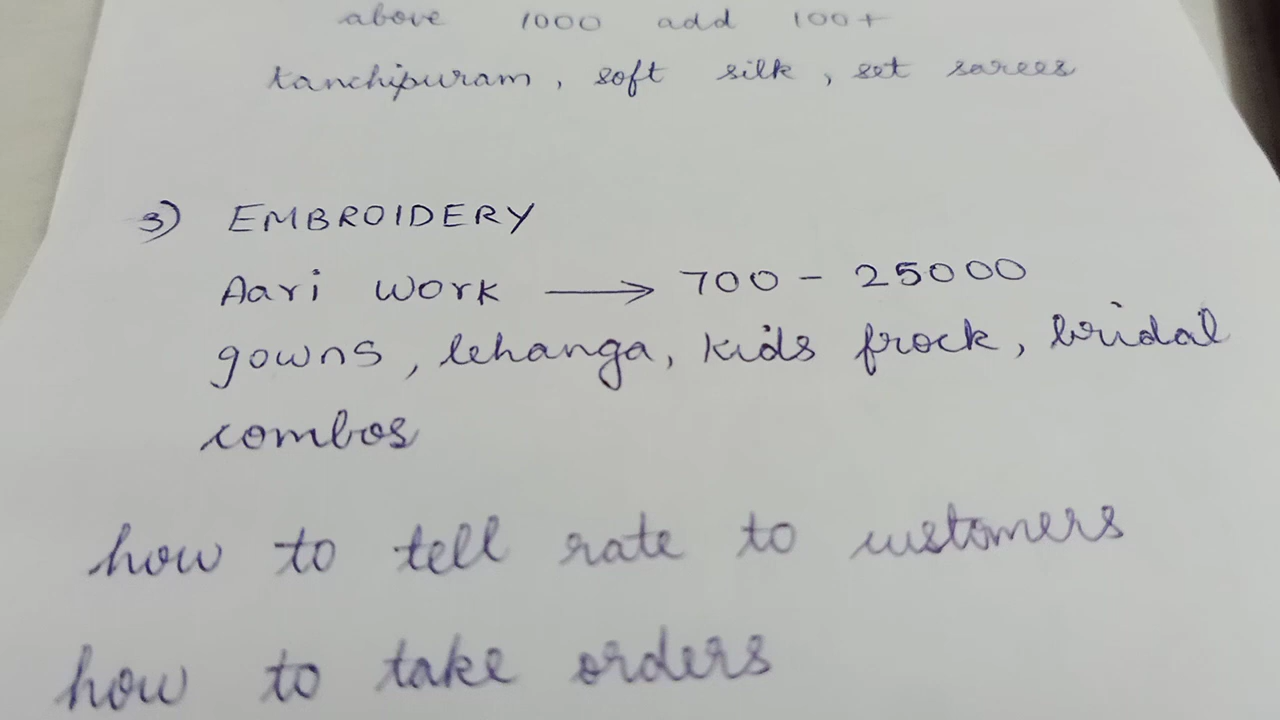 above 1000 add 100+
kanchipuram, soft silk, set sarees
3) EMBROIDERY
Aari work → 700 - 25000
gowns, lehanga, kids frock, bridal
combos
how to tell rate to customers
how to take orders